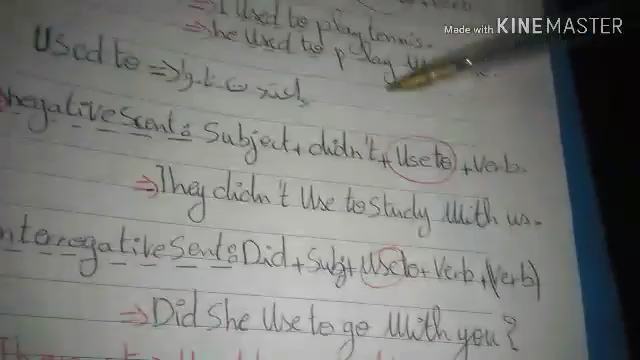 ⇒ I used to play tennis.
⇒ he used to play
Made with KINEMASTER
Used to ⇒
negative sent: Subject + didn't + use to + verb.
⇒ They didn't use to study with us.
nterogative sent: Did + Subj + use to + verb + (verb)
⇒ Did she use to go with you?